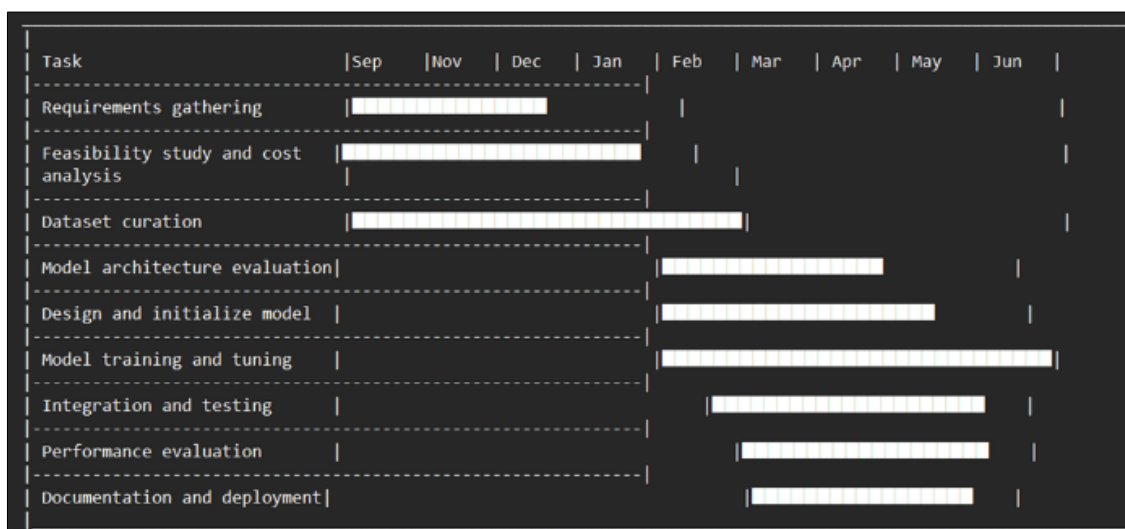 Task Sep Nov Dec Jan Feb Mar Apr May Jun
Requirements gathering
Feasibility study and cost
analysis
Dataset curation
Model architecture evaluation
Design and initialize model
Model training and tuning
Integration and testing
Performance evaluation
Documentation and deployment